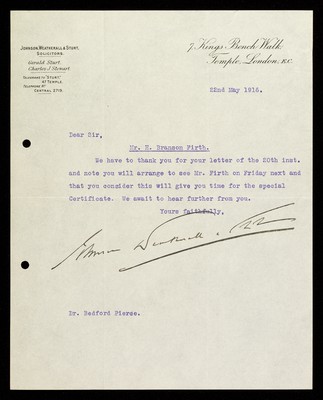 JOHNSON, WEATHERALL & STURT.
SOLICITORS.
Gerald Sturt.
Charles J. Stewart.
TELEGRAMS TO "STURT"
47 TEMPLE.
TELEPHONE Nº
CENTRAL 2718.
7, Kings Bench Walk,
Temple, London, E.C.
22nd May 1916.
Dear Sir,
Mr. H. Branson Firth.
We have to thank you for your letter of the 20th inst.
and note you will arrange to see Mr. Firth on Friday next and
that you consider this will give you time for the special
Certificate. We await to hear further from you.
Yours faithfully,
Johnson Weatherall & Sturt
Dr. Bedford Pierse.